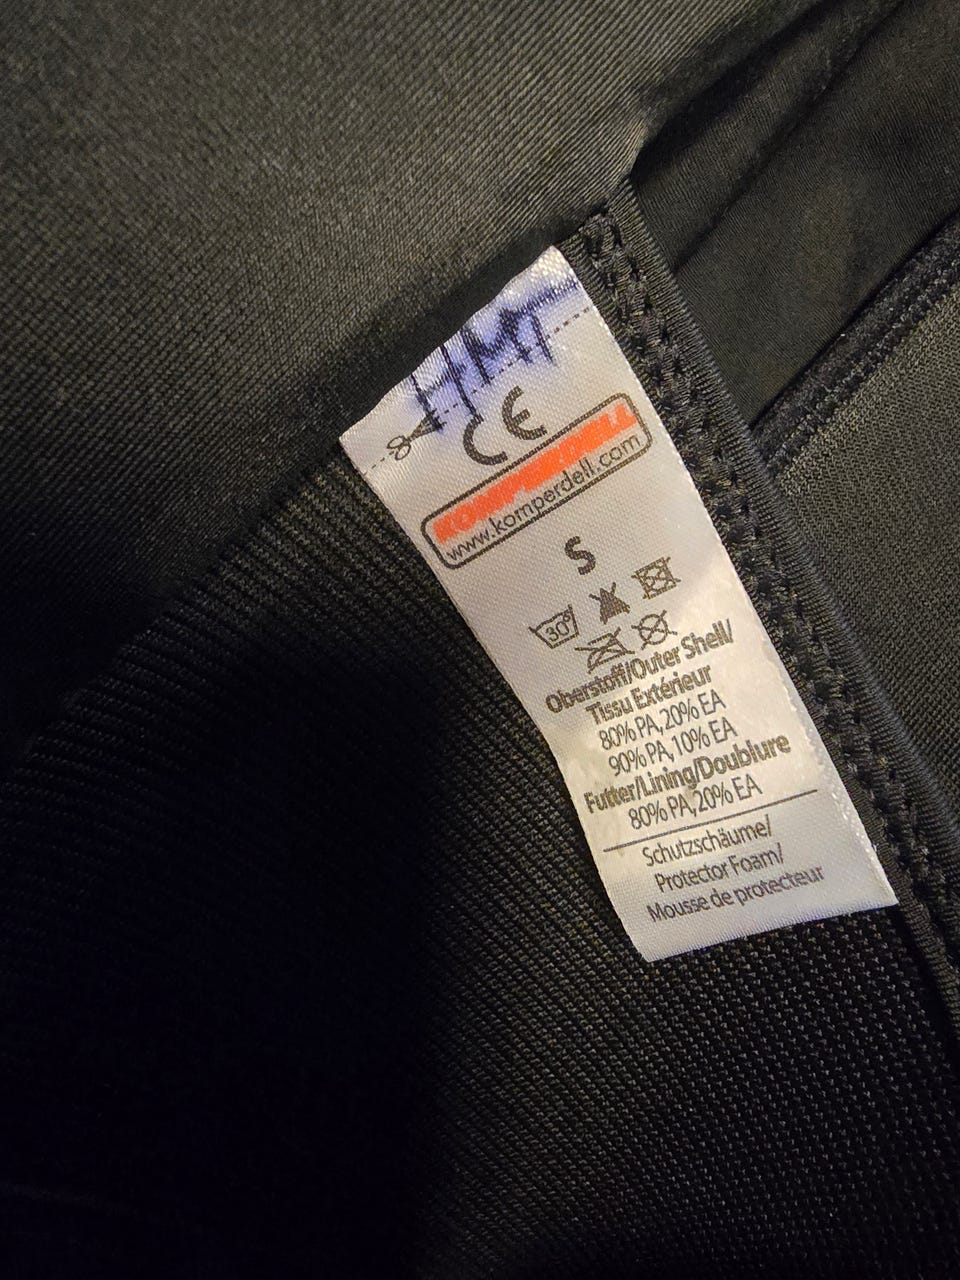 HMT
CE
KOMPERDELL
www.komperdell.com
S
30°
Oberstoff/Outer Shell/
Tissu Extérieur
80% PA, 20% EA
90% PA, 10% EA
Futter/Lining/Doublure
80% PA, 20% EA
Schutzschäume/
Protector Foam/
Mousse de protecteur